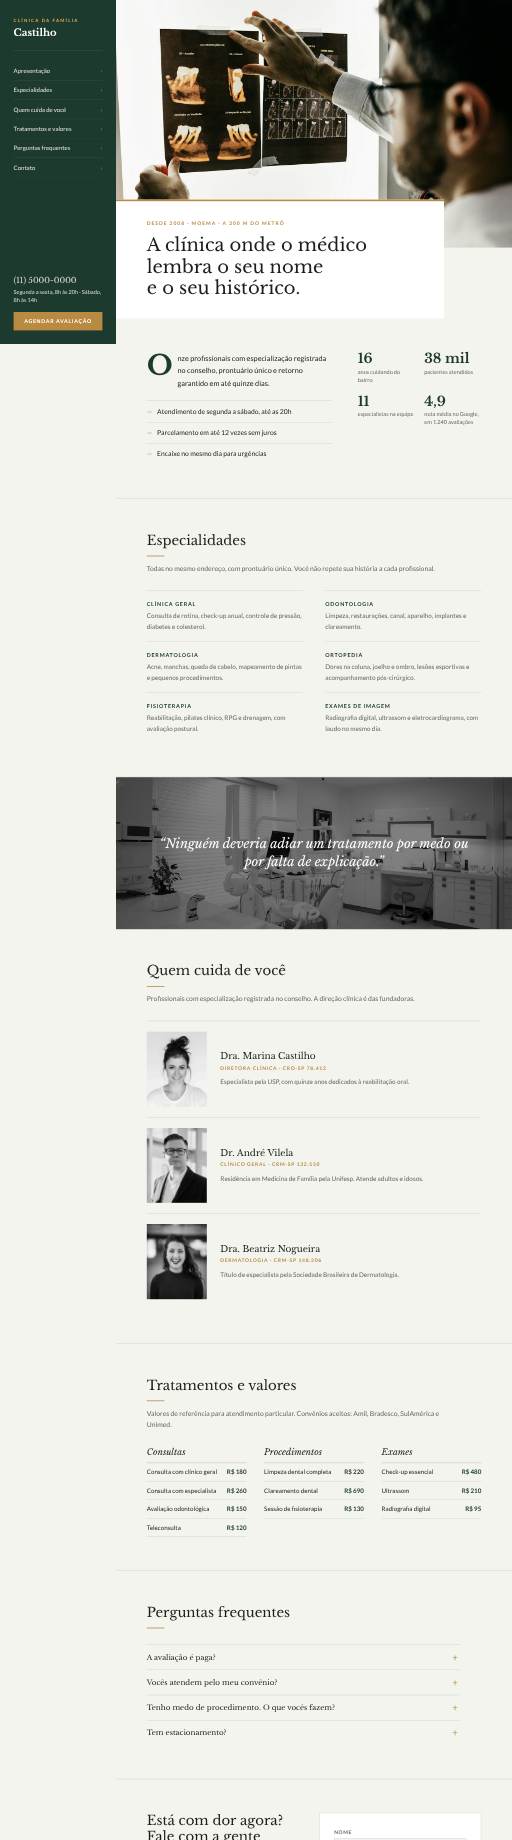 CLÍNICA DA FAMÍLIA
Castilho
Apresentação
Especialidades
Quem cuida de você
Tratamentos e valores
Perguntas frequentes
Contato
(11) 5000-0000
Segunda a sexta, 8h às 20h · Sábado,
8h às 14h
AGENDAR AVALIAÇÃO
DESDE 2008 · MOEMA · A 200 M DO METRÔ
A clínica onde o médico
lembra o seu nome
e o seu histórico.
Onze profissionais com especialização registrada
no conselho, prontuário único e retorno
garantido em até quinze dias.
— Atendimento de segunda a sábado, até as 20h
— Parcelamento em até 12 vezes sem juros
— Encaixe no mesmo dia para urgências
16
anos cuidando do
bairro
38 mil
pacientes atendidos
11
especialistas na equipe
4,9
nota média no Google,
em 1.240 avaliações
Especialidades
Todas no mesmo endereço, com prontuário único. Você não repete sua história a cada profissional.
CLÍNICA GERAL
Consulta de rotina, check-up anual, controle de pressão,
diabetes e colesterol.
ODONTOLOGIA
Limpeza, restaurações, canal, aparelho, implantes e
clareamento.
DERMATOLOGIA
Acne, manchas, queda de cabelo, mapeamento de pintas
e pequenos procedimentos.
ORTOPEDIA
Dores na coluna, joelho e ombro, lesões esportivas e
acompanhamento pós-cirúrgico.
FISIOTERAPIA
Reabilitação, pilates clínico, RPG e drenagem, com
avaliação postural.
EXAMES DE IMAGEM
Radiografia digital, ultrassom e eletrocardiograma, com
laudo no mesmo dia.
“Ninguém deveria adiar um tratamento por medo ou
por falta de explicação.”
Quem cuida de você
Profissionais com especialização registrada no conselho. A direção clínica é das fundadoras.
Dra. Marina Castilho
DIRETORA CLÍNICA · CRO-SP 78.412
Especialista pela USP, com quinze anos dedicados à reabilitação oral.
Dr. André Vilela
CLÍNICO GERAL · CRM-SP 132.550
Residência em Medicina de Família pela Unifesp. Atende adultos e idosos.
Dra. Beatriz Nogueira
DERMATOLOGIA · CRM-SP 148.206
Título de especialista pela Sociedade Brasileira de Dermatologia.
Tratamentos e valores
Valores de referência para atendimento particular. Convênios aceitos: Amil, Bradesco, SulAmérica e
Unimed.
Consultas
Consulta com clínico geral R$ 180
Consulta com especialista R$ 260
Avaliação odontológica R$ 150
Teleconsulta R$ 120
Procedimentos
Limpeza dental completa R$ 220
Clareamento dental R$ 690
Sessão de fisioterapia R$ 130
Exames
Check-up essencial R$ 480
Ultrassom R$ 210
Radiografia digital R$ 95
Perguntas frequentes
A avaliação é paga? +
Vocês atendem pelo meu convênio? +
Tenho medo de procedimento. O que vocês fazem? +
Tem estacionamento? +
Está com dor agora?
Fale com a gente
NOME